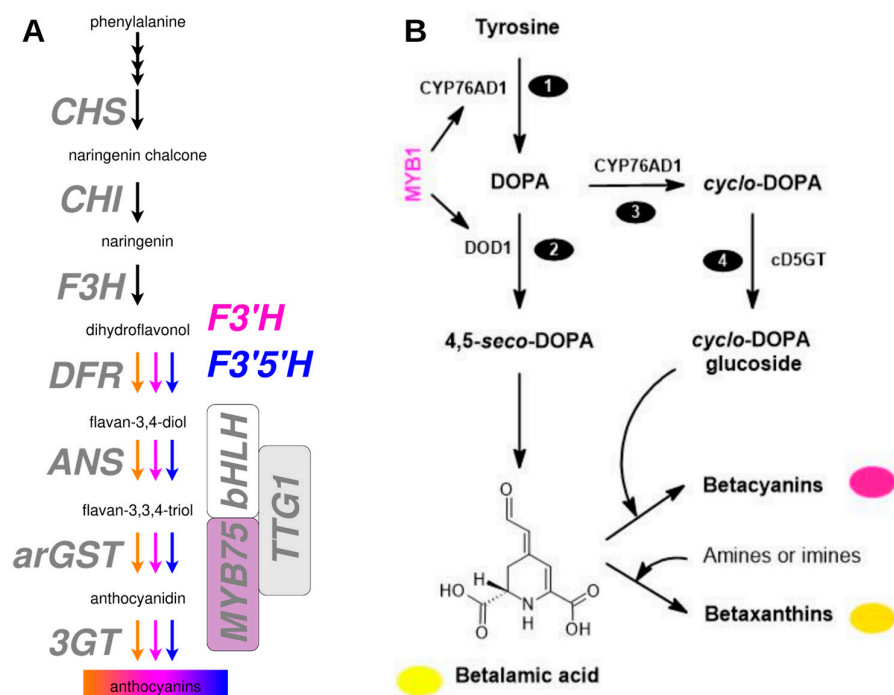 A
phenylalanine
CHS
naringenin chalcone
CHI
naringenin
F3H
dihydroflavonol
F3'H
F3'5'H
DFR
flavan-3,4-diol
ANS
flavan-3,3,4-triol
arGST
anthocyanidin
3GT
anthocyanins
bHLH
MYB75
TTG1
B
Tyrosine
CYP76AD1
1
MYB1
DOPA
CYP76AD1
3
cyclo-DOPA
DOD1
2
4
cD5GT
4,5-seco-DOPA
cyclo-DOPA
glucoside
Betacyanins
Amines or imines
Betaxanthins
O
H
HO
O
N
H
O
OH
Betalamic acid